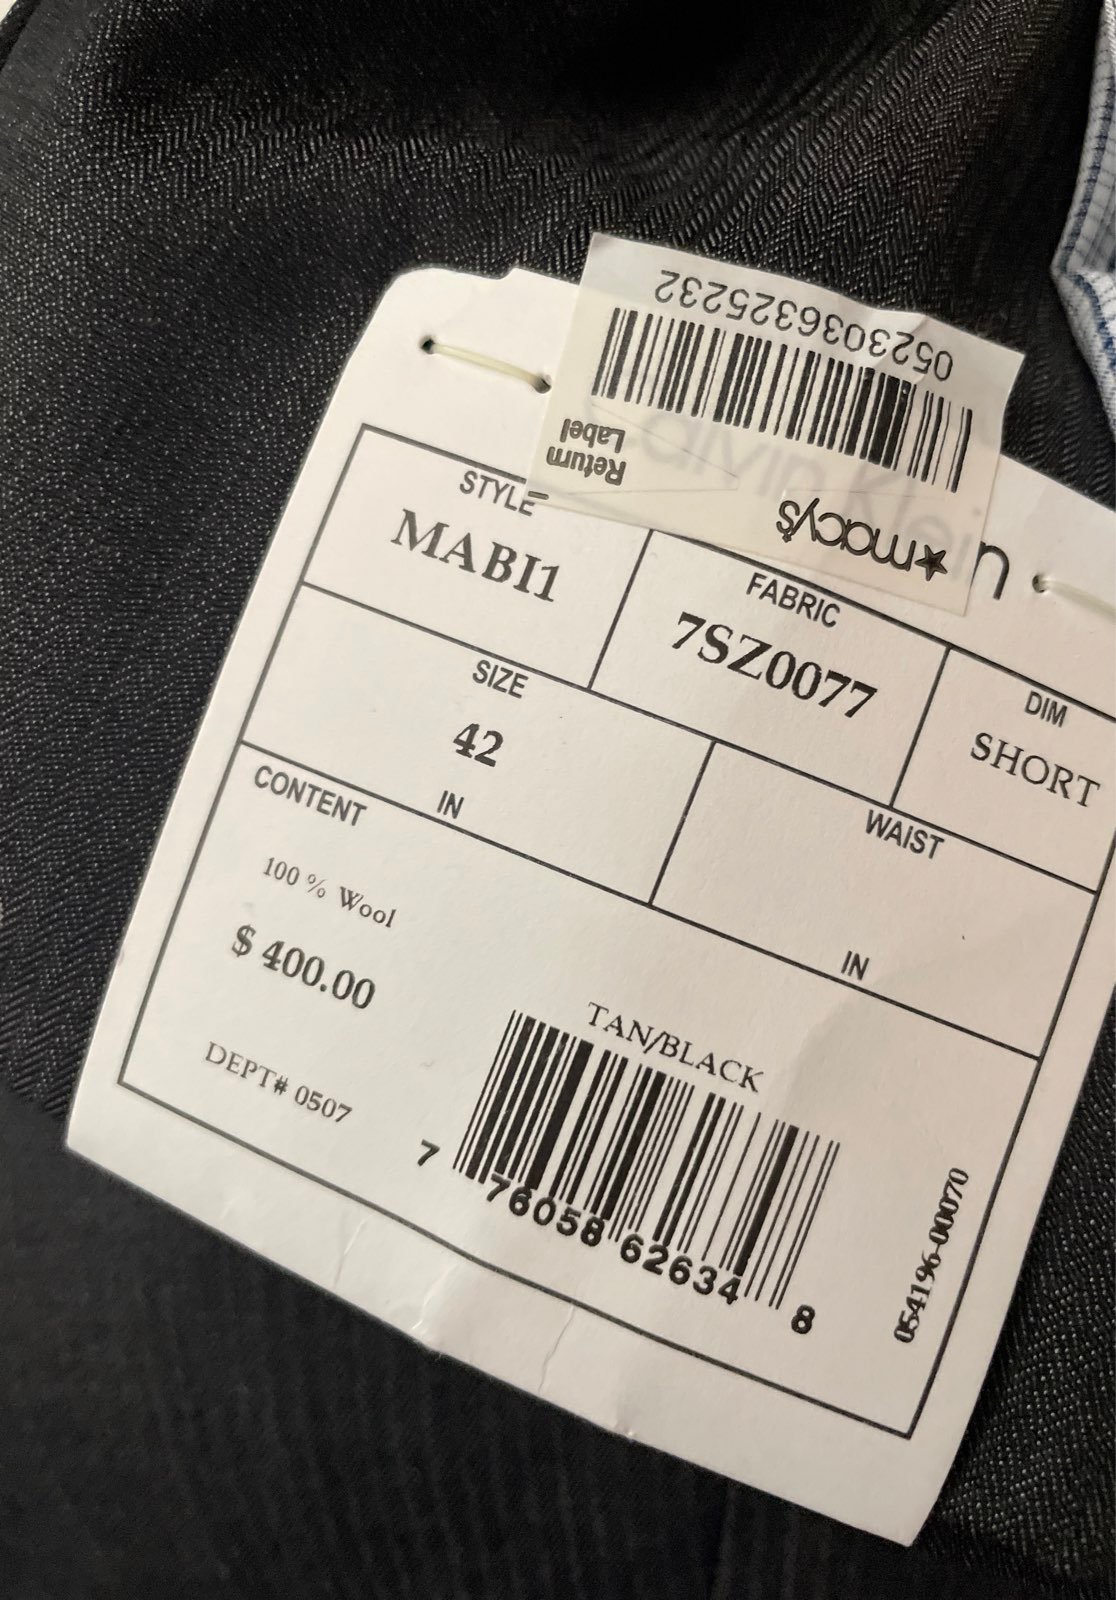 0523036325232
Return
Label
★macy's
STYLE
MABI1
FABRIC
7SZ0077
DIM
SHORT
SIZE
42
IN
WAIST
IN
CONTENT
100 % Wool
$ 400.00
DEPT# 0507
TAN/BLACK
7 76058 62634 8
054196-00070